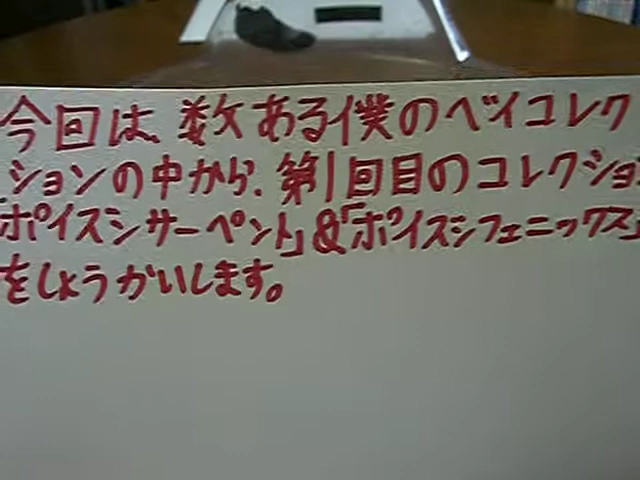 今回は、数ある僕のベイコレク
ションの中から、第1回目のコレクショ
ポイズンサーペント」&「ポイズンフェニックス」
をしょうかいします。